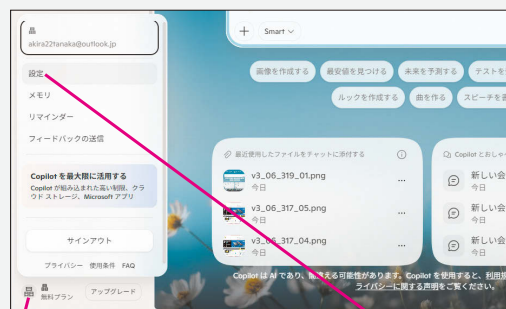 晶
akira22tanaka@outlook.jp
設定
メモリ
リマインダー
フィードバックの送信
Copilot を最大限に活用する
Copilot が組み込まれた高い制限、クラ
ウド ストレージ、Microsoft アプリ
サインアウト
プライバシー 使用条件 FAQ
晶 晶
無料プラン
アップグレード
Smart
画像を作成する 最安値を見つける 未来を予測する テストを
ルックを作成する 曲を作る スピーチを
最近使用したファイルをチャットに添付する
v3_06_319_01.png
今日
v3_06_317_05.png
今日
v3_06_317_04.png
今日
Copilot とおしゃ
新しい会
今日
新しい会
今日
新しい会
今日
Copilot は AI であり、間違える可能性があります。Copilot を使用すると、利用
ライバシーに関する声明をご覧ください。